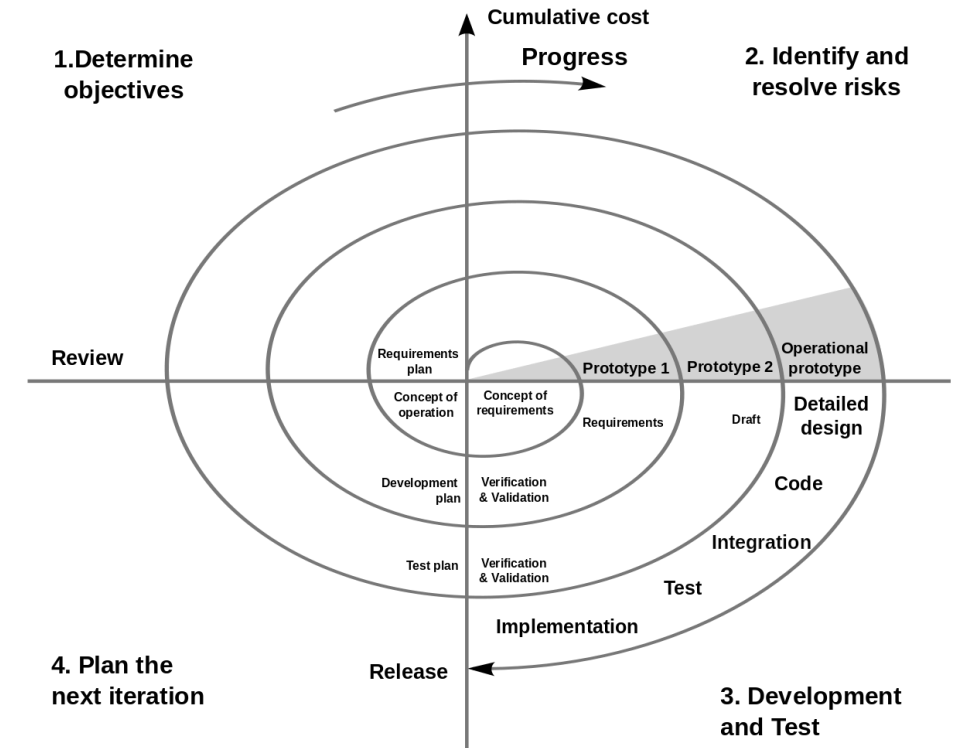 Cumulative cost
Progress
1.Determine
objectives
2. Identify and
resolve risks
Review
Requirements
plan
Concept of
operation
Concept of
requirements
Prototype 1
Prototype 2
Operational
prototype
Requirements
Draft
Detailed
design
Development
plan
Verification
& Validation
Code
Integration
Test plan
Verification
& Validation
Test
Implementation
Release
4. Plan the
next iteration
3. Development
and Test